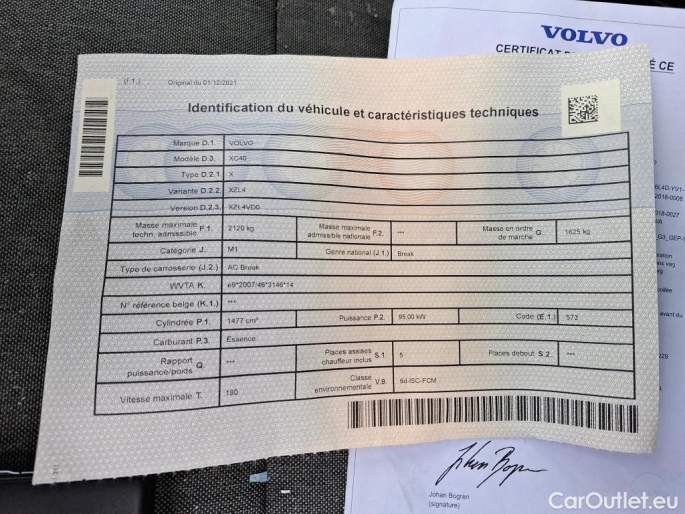 VOLVO
(J.1.) Original du 01/12/2021
Identification du véhicule et caractéristiques techniques
Marque D.1. VOLVO
Modèle D.3. XC40
Type D.2.1. X
Variante D.2.2. XZL4
Version D.2.3. XZL4VD0
Masse maximale techn. admissible F.1. 2120 kg Masse maximale admissible nationale F.2. *** Masse en ordre de marche G. 1625 kg
Catégorie J. M1 Genre national (J.1.) Break
Type de carrosserie (J.2.) AC Break
WVTA K. e9*2007/46*3146*14
N° référence belge (K.1.) ***
Cylindrée P.1. 1477 cm³ Puissance P.2. 95.00 kW Code (E.1.) 573
Carburant P.3. Essence
Rapport puissance/poids Q. *** Places assises chauffeur inclus S.1 5 Places debout S.2. ***
Vitesse maximale T. 180 Classe environnementale V.9. 6d-ISC-FCM
Johan Bogren
(signature)
CarOutlet.eu